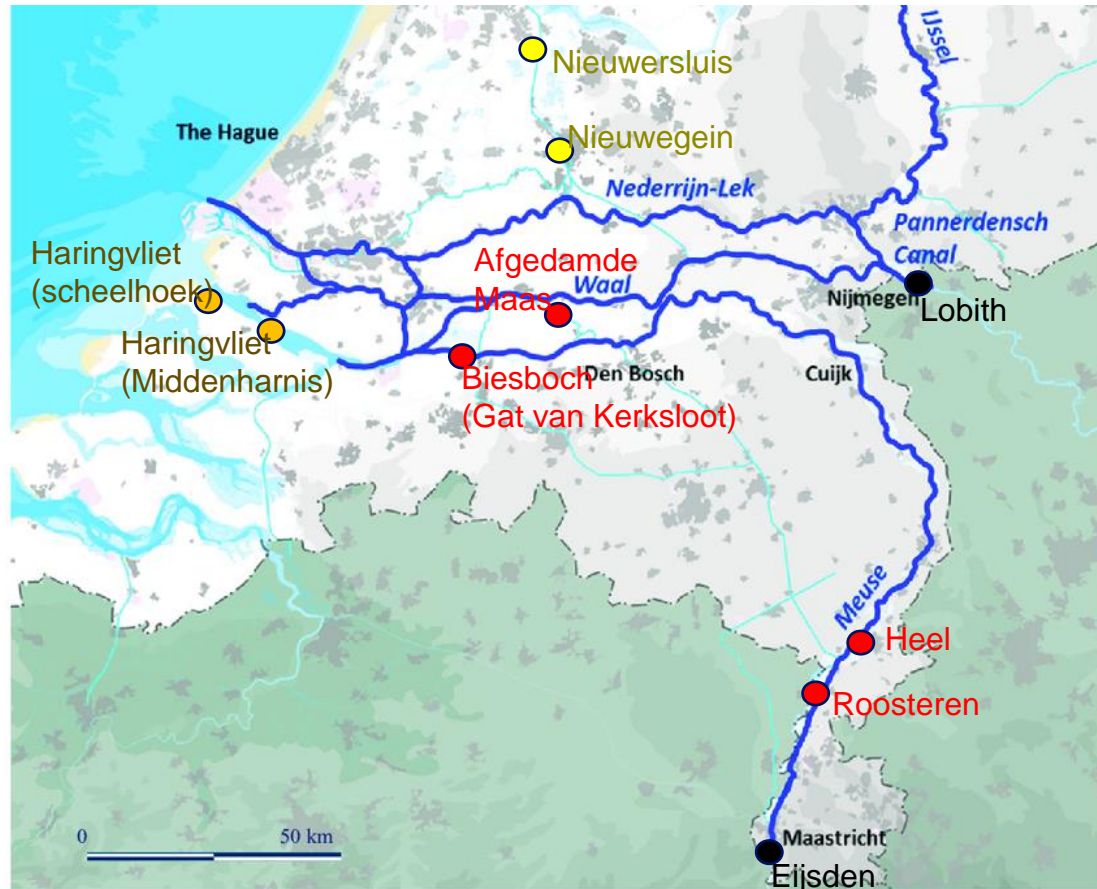 IJssel
Nieuwersluis
The Hague
Nieuwegein
Nederrijn-Lek
Pannerdensch
Canal
Haringvliet
(scheelhoek)
Afgedamde
Maas
Waal
Nijmegen
Lobith
Haringvliet
(Middenharnis)
Biesboch
(Gat van Kerksloot)
Den Bosch
Cuijk
Meuse
Heel
Roosteren
0
50 km
Maastricht
Eijsden